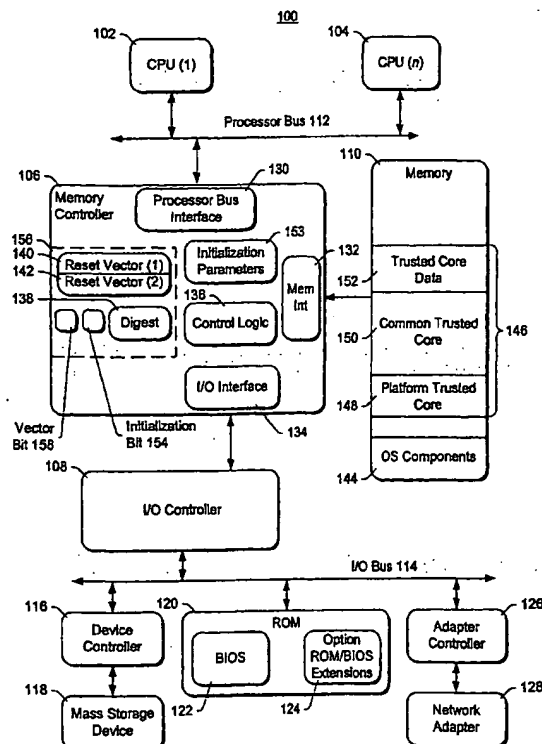 100
102
104
CPU (1)
CPU (n)
Processor Bus 112
106
130
110
Memory
Controller
Processor Bus
Interface
Memory
156
153
140
Reset Vector (1)
142
Reset Vector (2)
Initialization
Parameters
132
Mem
Int
138
Digest
136
Control Logic
152
Trusted Core
Data
150
Common Trusted
Core
146
148
Platform Trusted
Core
I/O Interface
Vector
Bit 158
Initialization
Bit 154
134
144
OS Components
108
I/O Controller
I/O Bus 114
116
Device
Controller
120
ROM
BIOS
122
Option
ROM/BIOS
Extensions
124
126
Adapter
Controller
118
Mass Storage
Device
128
Network
Adapter